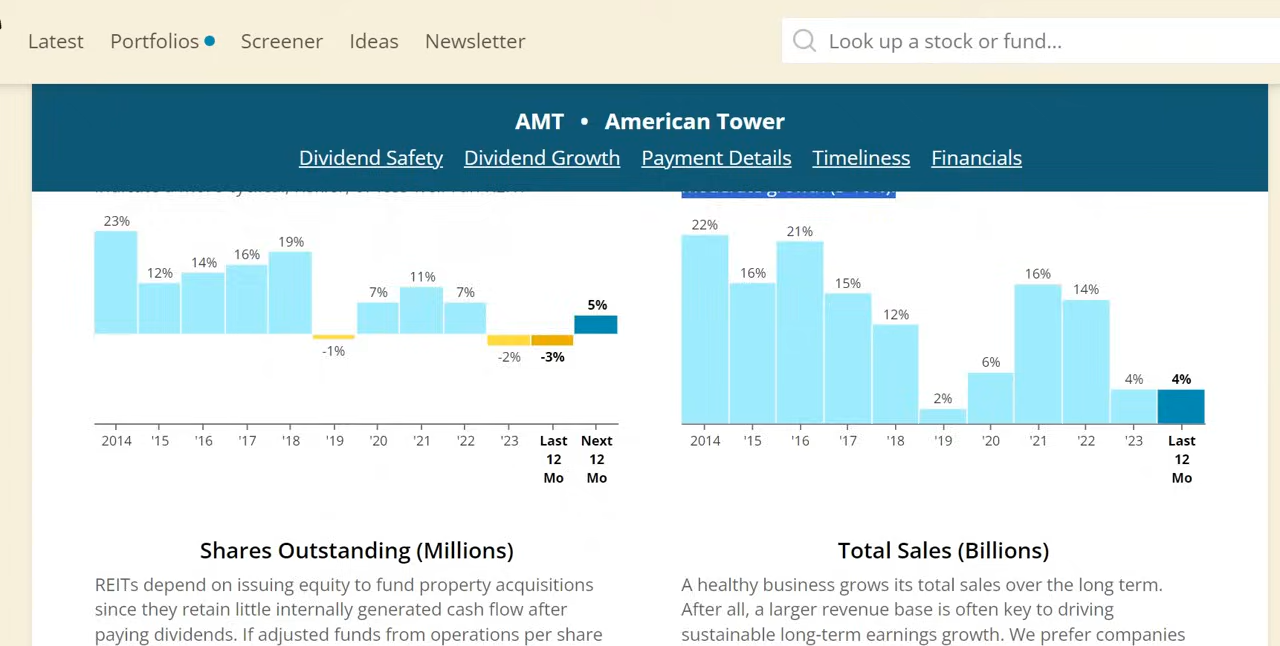 Latest Portfolios Screener Ideas Newsletter Look up a stock or fund...
AMT • American Tower
Dividend Safety Dividend Growth Payment Details Timeliness Financials
23%
12%
14%
16%
19%
-1%
7%
11%
7%
-2%
-3%
5%
2014 '15 '16 '17 '18 '19 '20 '21 '22 '23 Last 12 Mo Next 12 Mo
22%
16%
21%
15%
12%
2%
6%
16%
14%
4%
4%
2014 '15 '16 '17 '18 '19 '20 '21 '22 '23 Last 12 Mo
Shares Outstanding (Millions)
REITs depend on issuing equity to fund property acquisitions
since they retain little internally generated cash flow after
paying dividends. If adjusted funds from operations per share
Total Sales (Billions)
A healthy business grows its total sales over the long term.
After all, a larger revenue base is often key to driving
sustainable long-term earnings growth. We prefer companies